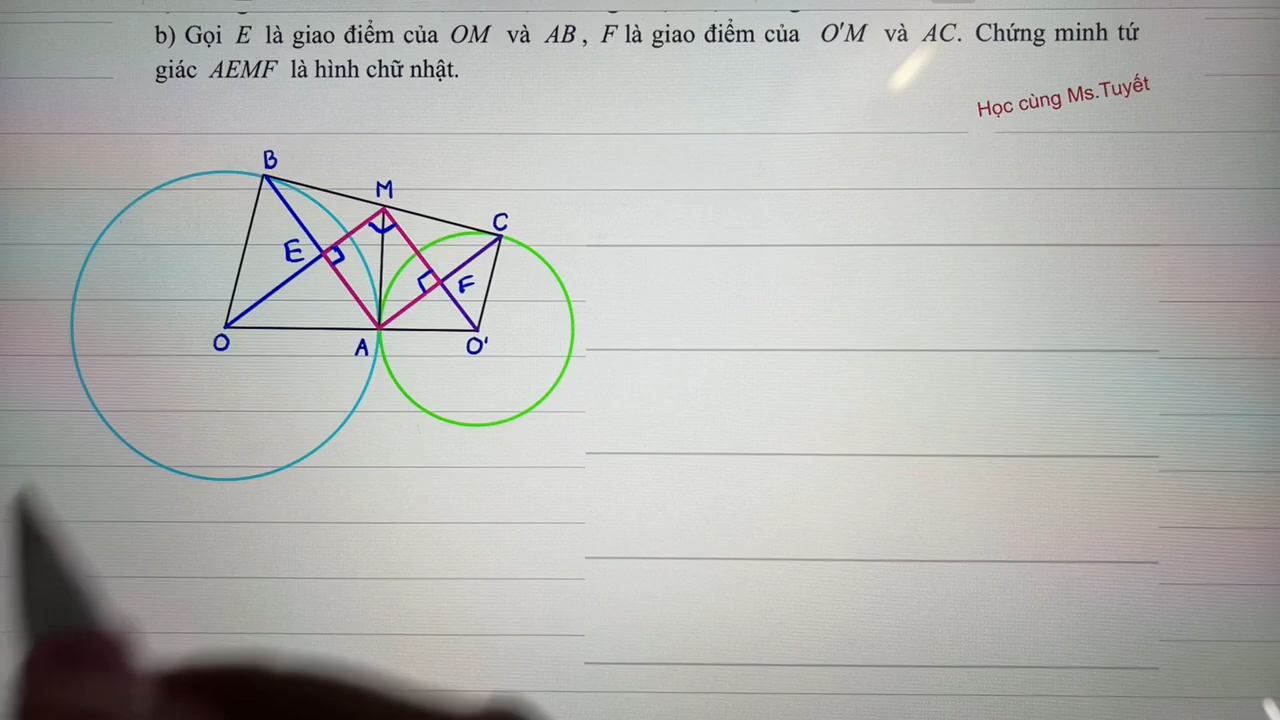 b) Gọi E là giao điểm của OM và AB, F là giao điểm của O'M và AC. Chứng minh tứ
giác AEMF là hình chữ nhật.
Học cùng Ms.Tuyết
B
M
C
E
F
O
A
O'